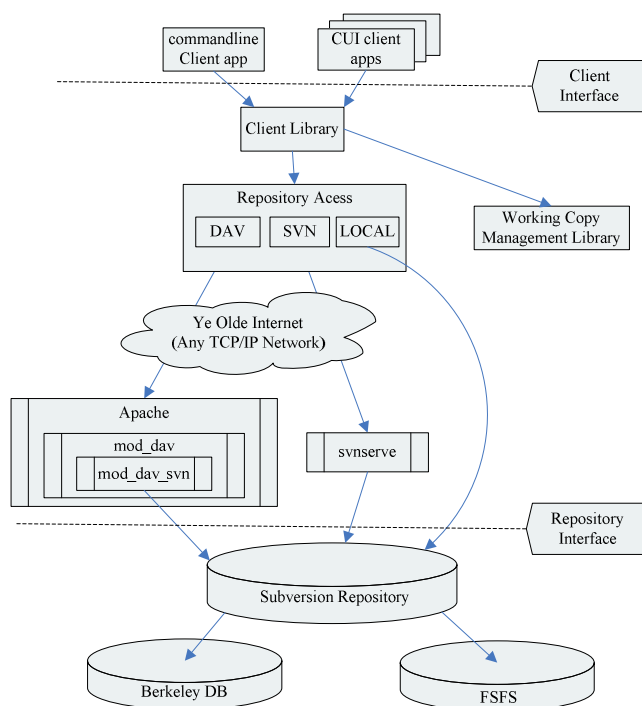 commandline
Client app
CUI client
apps
Client
Interface
Client Library
Repository Acess
DAV
SVN
LOCAL
Working Copy
Management Library
Ye Olde Internet
(Any TCP/IP Network)
Apache
mod_dav
mod_dav_svn
svnserve
Repository
Interface
Subversion Repository
Berkeley DB
FSFS